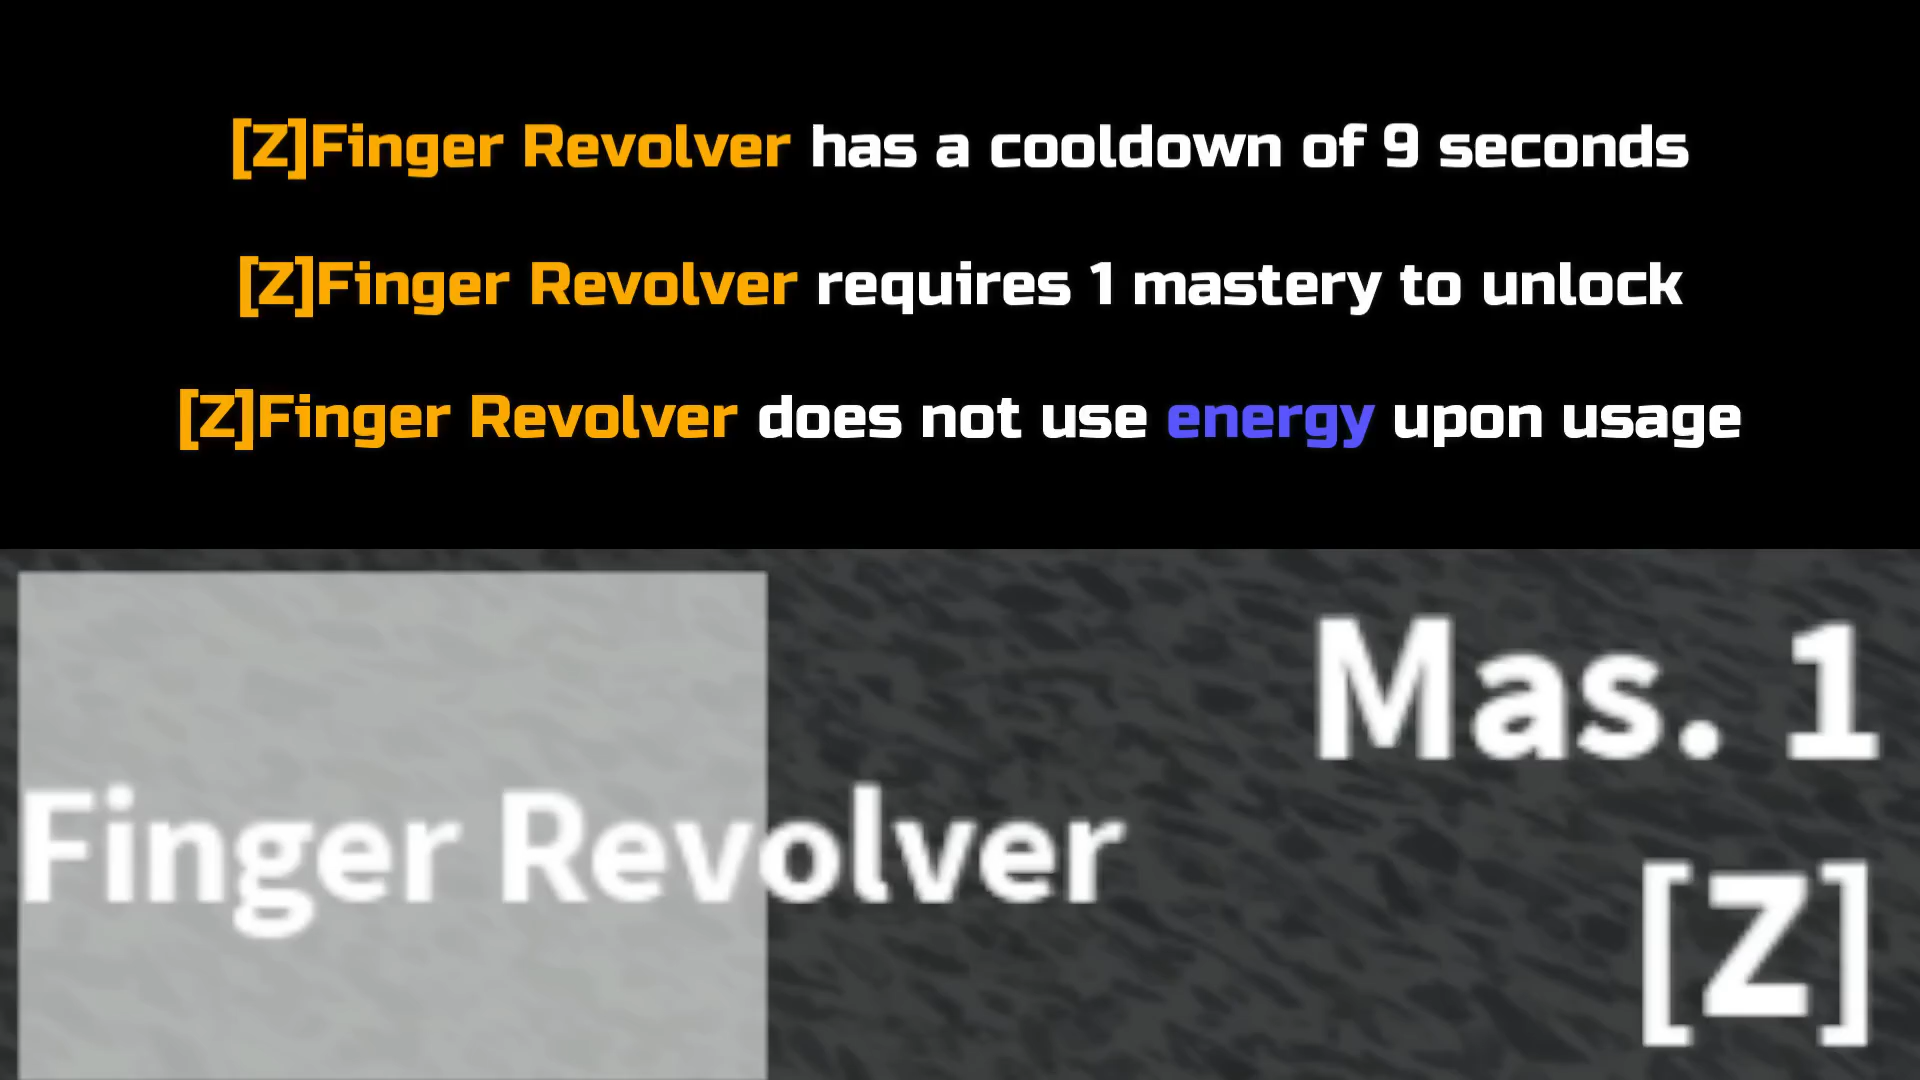 [Z]Finger Revolver has a cooldown of 9 seconds
[Z]Finger Revolver requires 1 mastery to unlock
[Z]Finger Revolver does not use energy upon usage
Mas. 1
Finger Revolver
[Z]